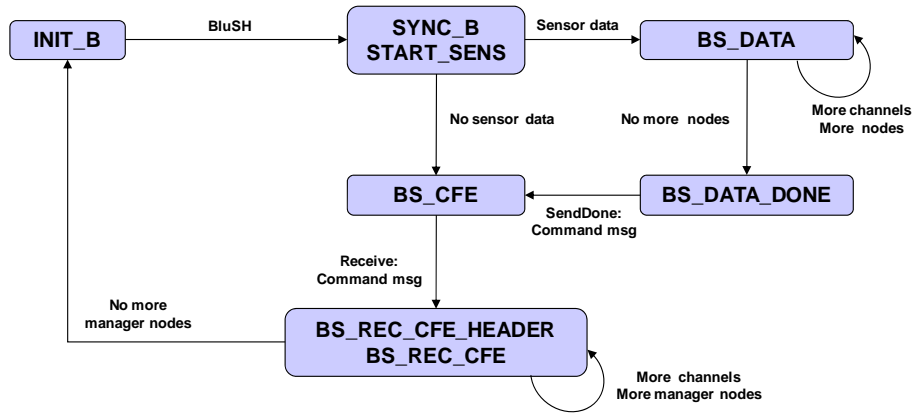 BluSH
INIT_B
SYNC_B
START_SENS
Sensor data
BS_DATA
More channels
More nodes
No sensor data
No more nodes
BS_CFE
BS_DATA_DONE
SendDone:
Command msg
Receive:
Command msg
No more
manager nodes
BS_REC_CFE_HEADER
BS_REC_CFE
More channels
More manager nodes